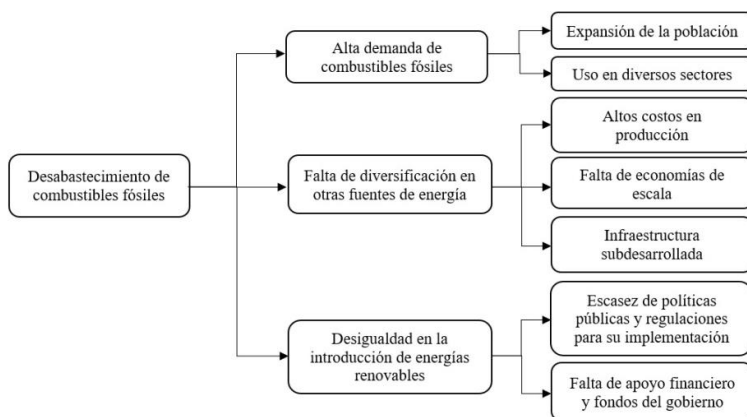 Desabastecimiento de
combustibles fósiles
Alta demanda de
combustibles fósiles
Expansión de la población
Uso en diversos sectores
Falta de diversificación en
otras fuentes de energía
Altos costos en
producción
Falta de economías de
escala
Infraestructura
subdesarrollada
Desigualdad en la
introducción de energías
renovables
Escasez de políticas
públicas y regulaciones
para su implementación
Falta de apoyo financiero
y fondos del gobierno